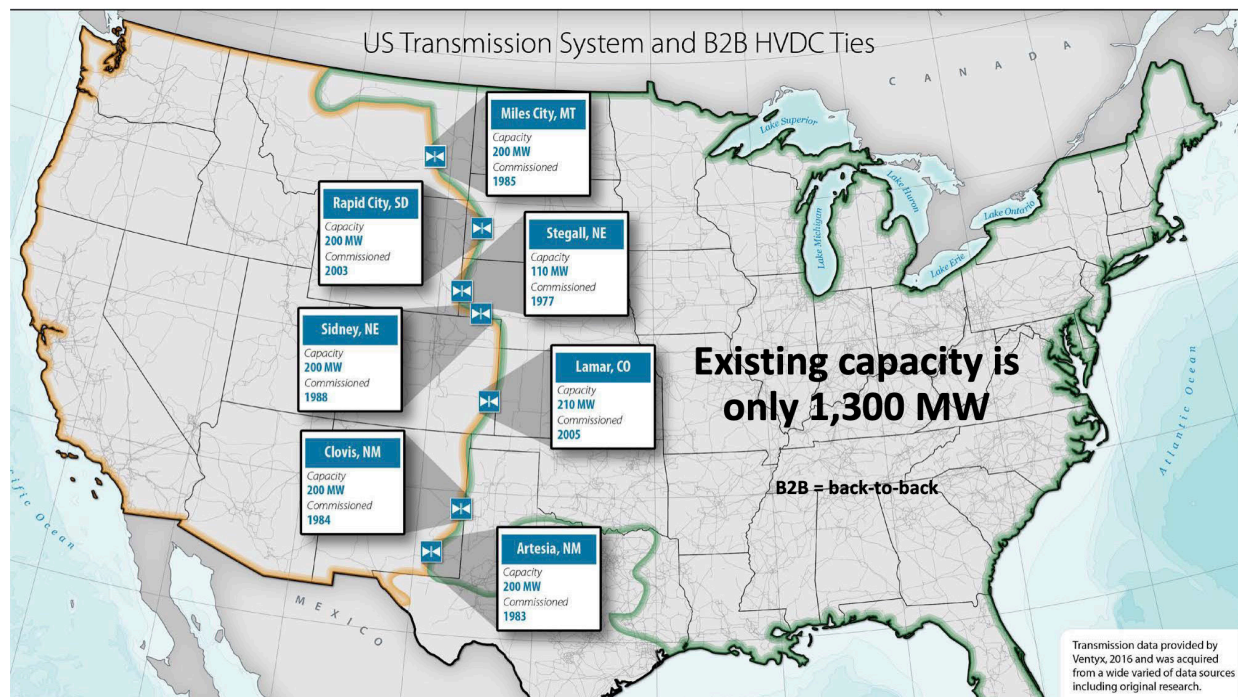 US Transmission System and B2B HVDC Ties
C A N A D A
Lake Superior
Lake Michigan
Lake Huron
Lake Ontario
Lake Erie
Miles City, MT
Capacity
200 MW
Commissioned
1985
Rapid City, SD
Capacity
200 MW
Commissioned
2003
Stegall, NE
Capacity
110 MW
Commissioned
1977
Sidney, NE
Capacity
200 MW
Commissioned
1988
Lamar, CO
Capacity
210 MW
Commissioned
2005
Existing capacity is
only 1,300 MW
B2B = back-to-back
Clovis, NM
Capacity
200 MW
Commissioned
1984
Artesia, NM
Capacity
200 MW
Commissioned
1983
cific Ocean
Atlantic Ocean
M E X I C O
Transmission data provided by
Ventyx, 2016 and was acquired
from a wide varied of data sources
including original research.